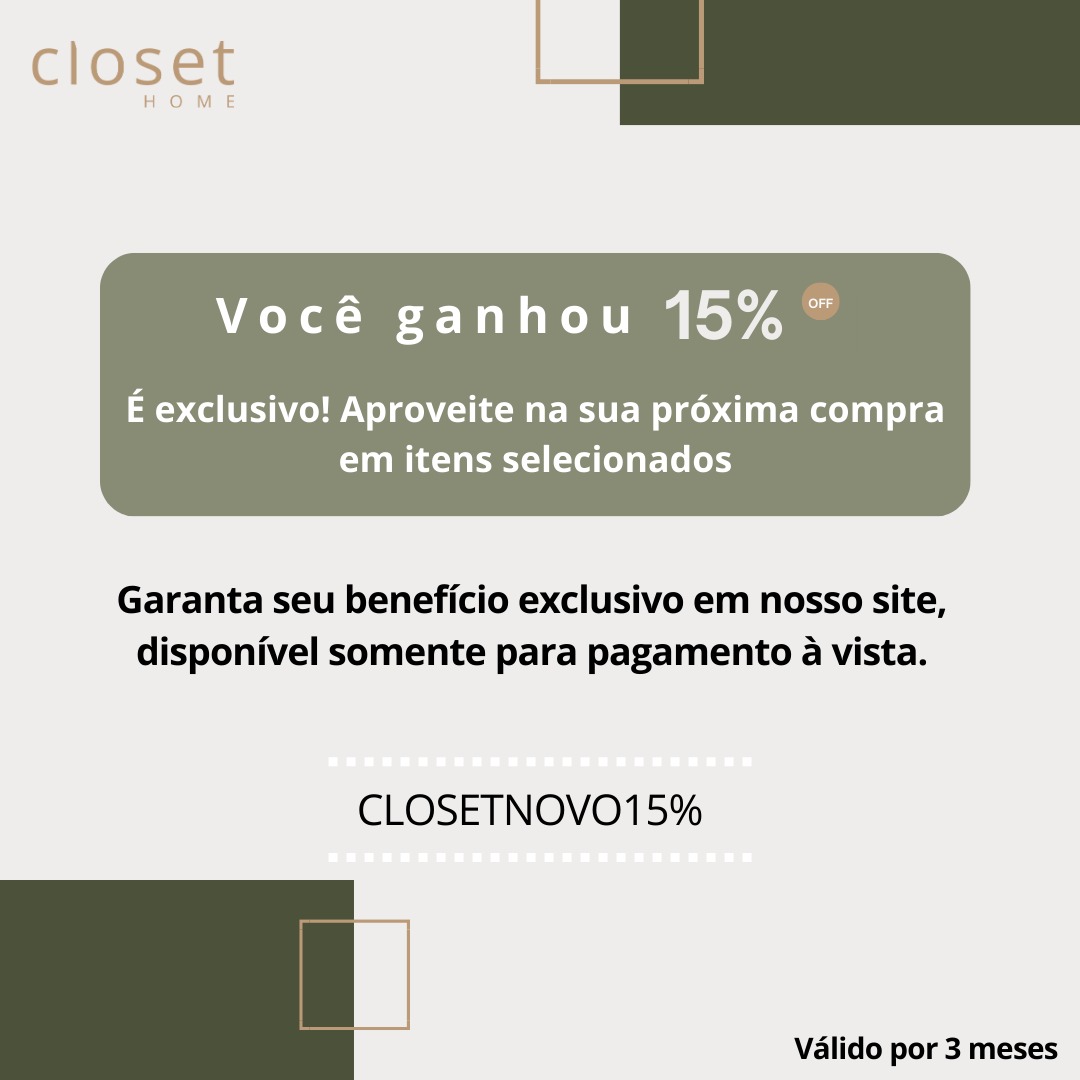 closet
HOME
Você ganhou 15% OFF
É exclusivo! Aproveite na sua próxima compra
em itens selecionados
Garanta seu benefício exclusivo em nosso site,
disponível somente para pagamento à vista.
CLOSETNOVO15%
Válido por 3 meses